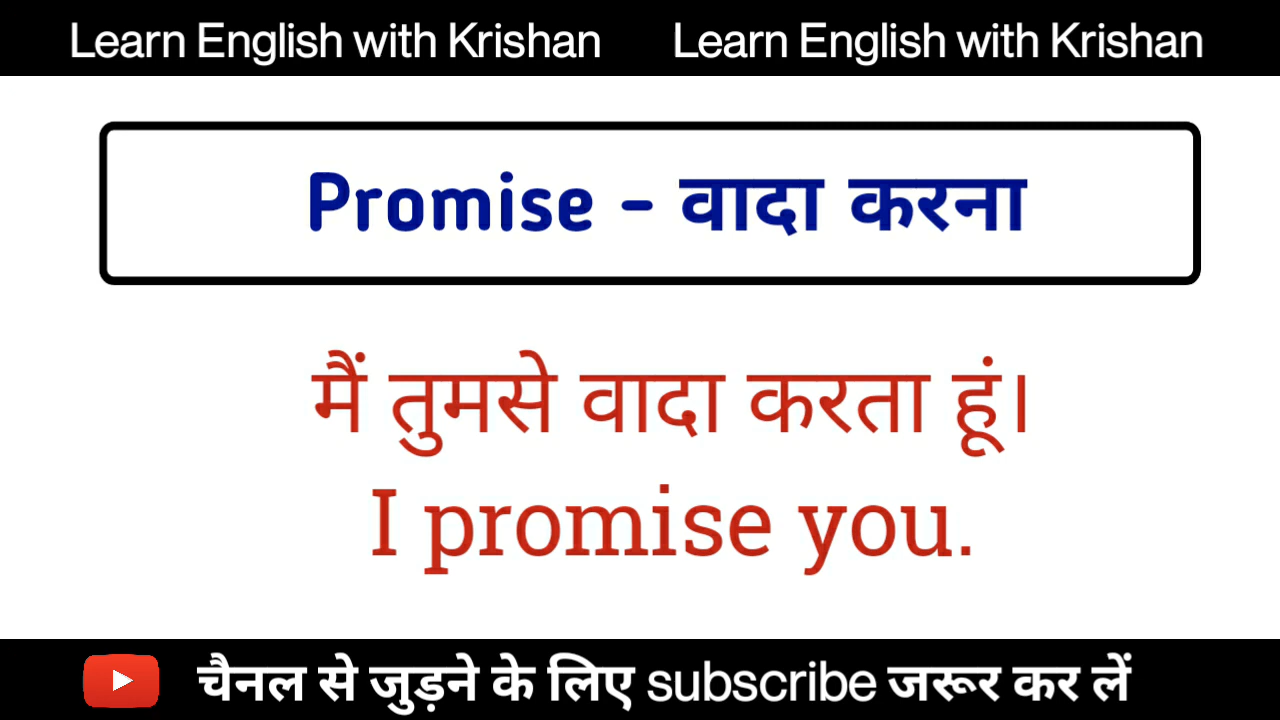 Learn English with Krishan Learn English with Krishan
Promise - वादा करना
मैं तुमसे वादा करता हूं।
I promise you.
चैनल से जुड़ने के लिए subscribe जरूर कर लें